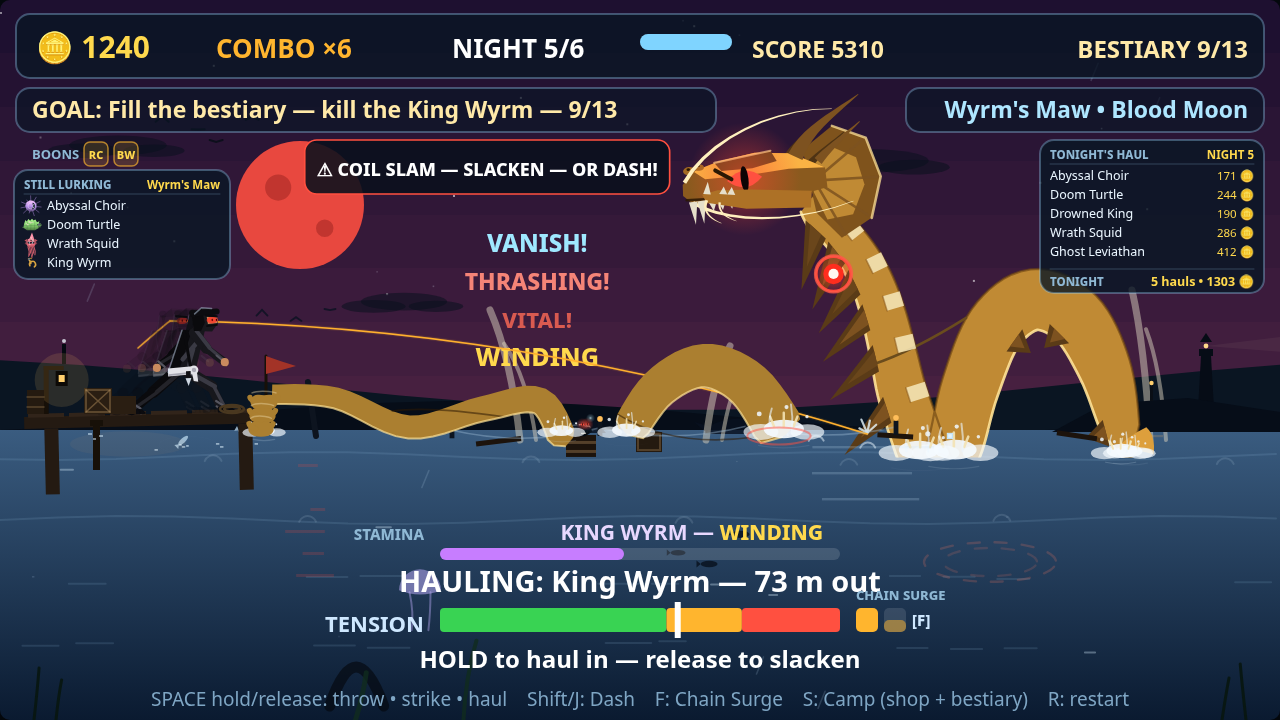 🪙 1240 COMBO ×6 NIGHT 5/6 SCORE 5310 BESTIARY 9/13
GOAL: Fill the bestiary — kill the King Wyrm — 9/13
Wyrm's Maw • Blood Moon
BOONS RC BW
⚠ COIL SLAM — SLACKEN — OR DASH!
STILL LURKING Wyrm's Maw
Abyssal Choir
Doom Turtle
Wrath Squid
King Wyrm
TONIGHT'S HAUL NIGHT 5
Abyssal Choir 171 🪙
Doom Turtle 244 🪙
Drowned King 190 🪙
Wrath Squid 286 🪙
Ghost Leviathan 412 🪙
TONIGHT 5 hauls • 1303 🪙
VANISH!
THRASHING!
VITAL!
WINDING
STAMINA KING WYRM — WINDING
HAULING: King Wyrm — 73 m out
CHAIN SURGE
TENSION [F]
HOLD to haul in — release to slacken
SPACE hold/release: throw • strike • haul Shift/J: Dash F: Chain Surge S: Camp (shop + bestiary) R: restart